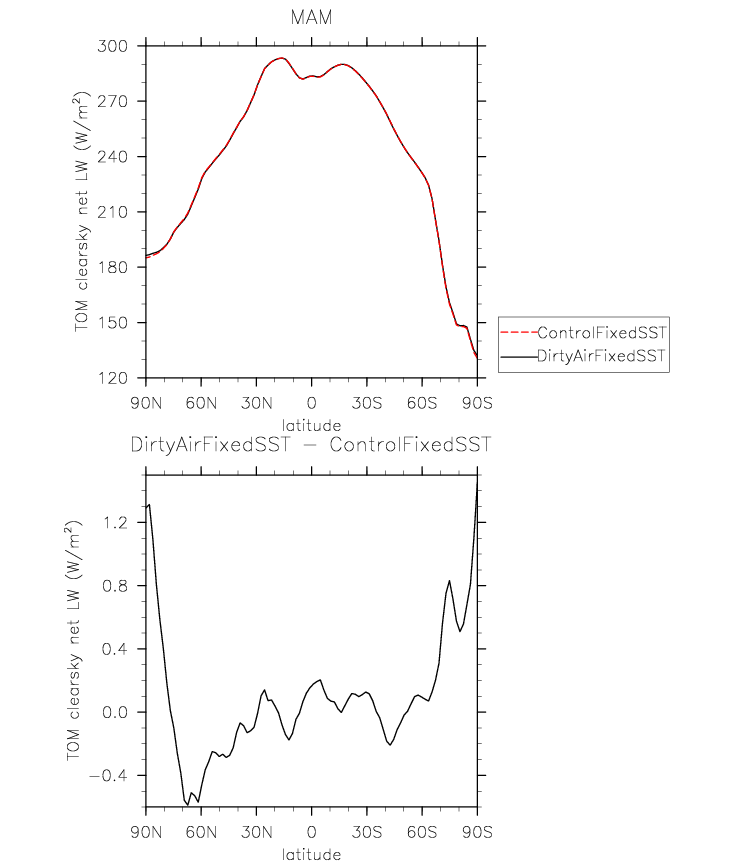 MAM
TOM clearsky net LW (W/m²)
300
270
240
210
180
150
120
90N 60N 30N 0 30S 60S 90S
latitude
ControlFixedSST
DirtyAirFixedSST
DirtyAirFixedSST − ControlFixedSST
TOM clearsky net LW (W/m²)
1.2
0.8
0.4
0.0
−0.4
90N 60N 30N 0 30S 60S 90S
latitude